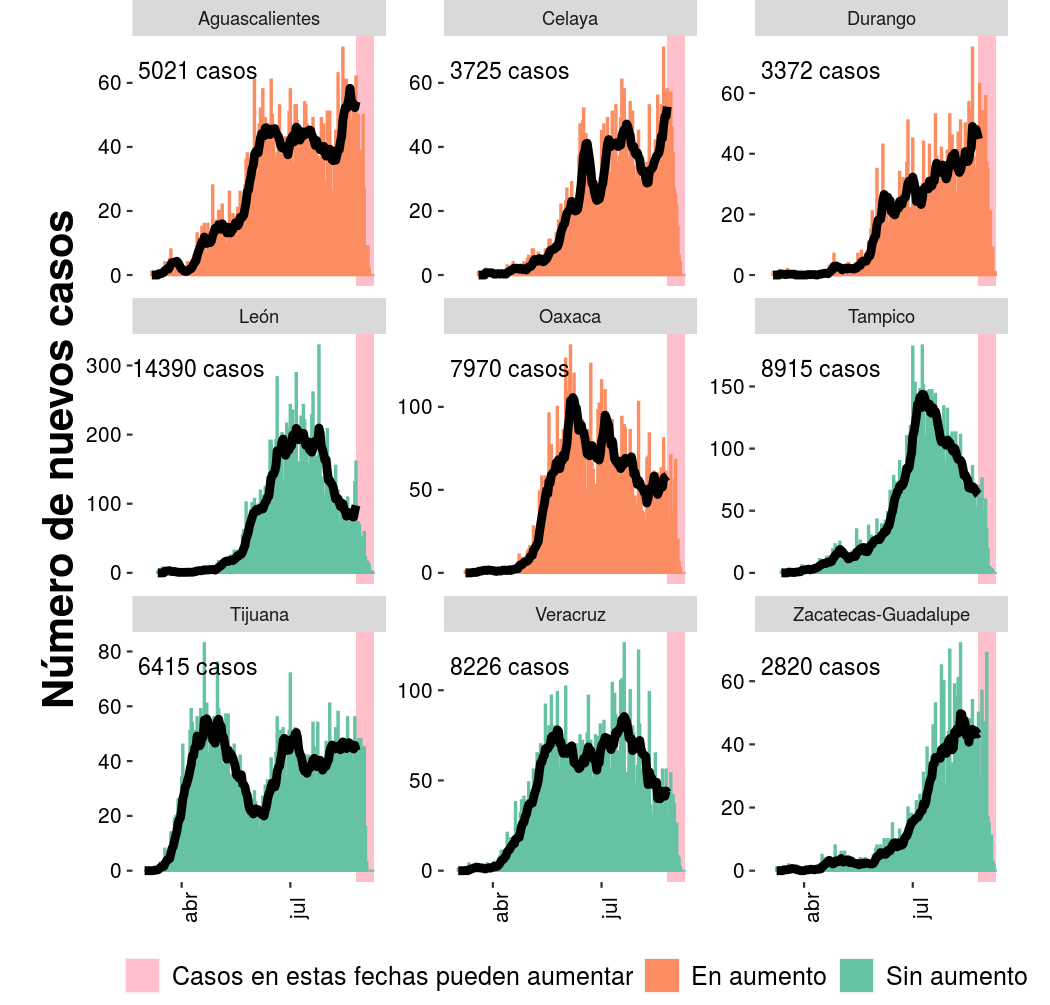 Número de nuevos casos
Aguascalientes
Celaya
Durango
5021 casos
3725 casos
3372 casos
60
40
20
0
60
40
20
0
60
40
20
0
León
Oaxaca
Tampico
14390 casos
7970 casos
8915 casos
300
200
100
0
100
50
0
150
100
50
0
Tijuana
Veracruz
Zacatecas-Guadalupe
6415 casos
8226 casos
2820 casos
80
60
40
20
0
100
50
0
60
40
20
0
abr
jul
abr
jul
abr
jul
Casos en estas fechas pueden aumentar
En aumento
Sin aumento